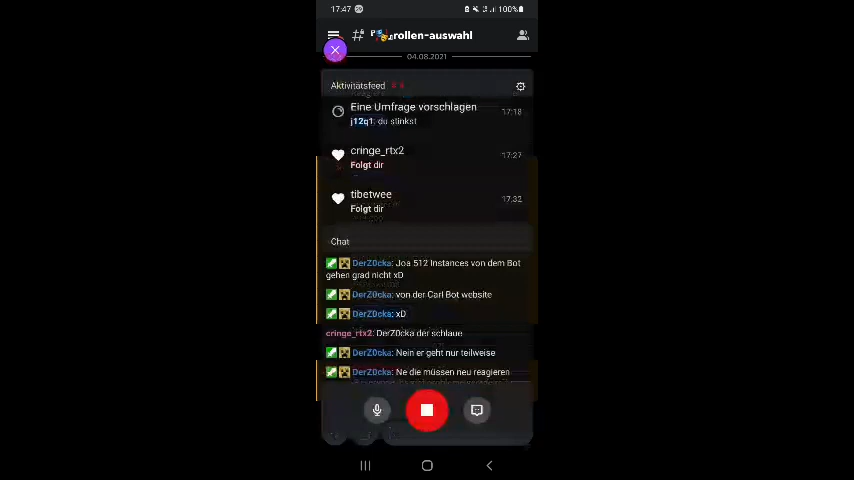 17:47
100%
rollen-auswahl
04.08.2021
Aktivitätsfeed
Eine Umfrage vorschlagen
j12q1: du stinkst
17:18
cringe_rtx2
Folgt dir
17:27
tibetwee
Folgt dir
17:32
Chat
DerZ0cka: Joa 512 Instances von dem Bot
gehen grad nicht xD
DerZ0cka: von der Carl Bot website
DerZ0cka: xD
cringe_rtx2: DerZ0cka der schlaue
DerZ0cka: Nein er geht nur teilweise
DerZ0cka: Ne die müssen neu reagieren